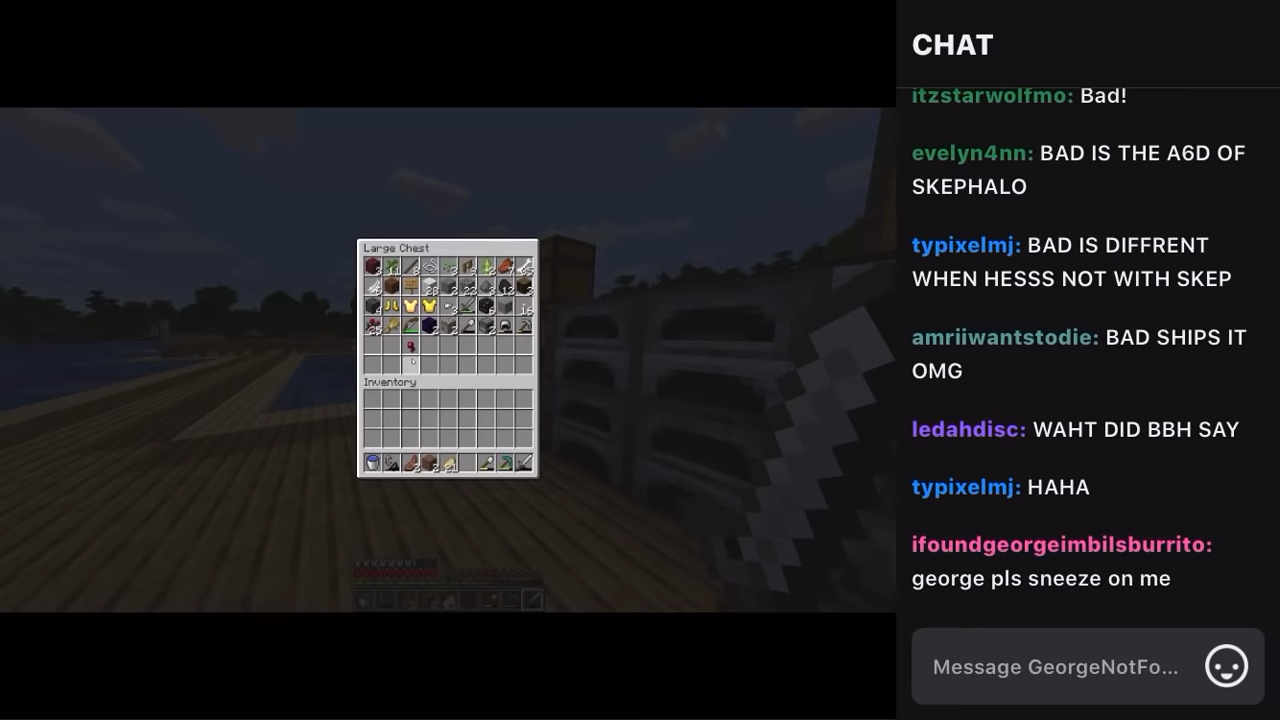 CHAT
itzstarwolfmo: Bad!
evelyn4nn: BAD IS THE A6D OF
SKEPHALO
typixelmj: BAD IS DIFFRENT
WHEN HESSS NOT WITH SKEP
amriiwantstodie: BAD SHIPS IT
OMG
ledahdisc: WAHT DID BBH SAY
typixelmj: HAHA
ifoundgeorgeimbilsburrito:
george pls sneeze on me
Message GeorgeNotFo...
Large Chest
Inventory